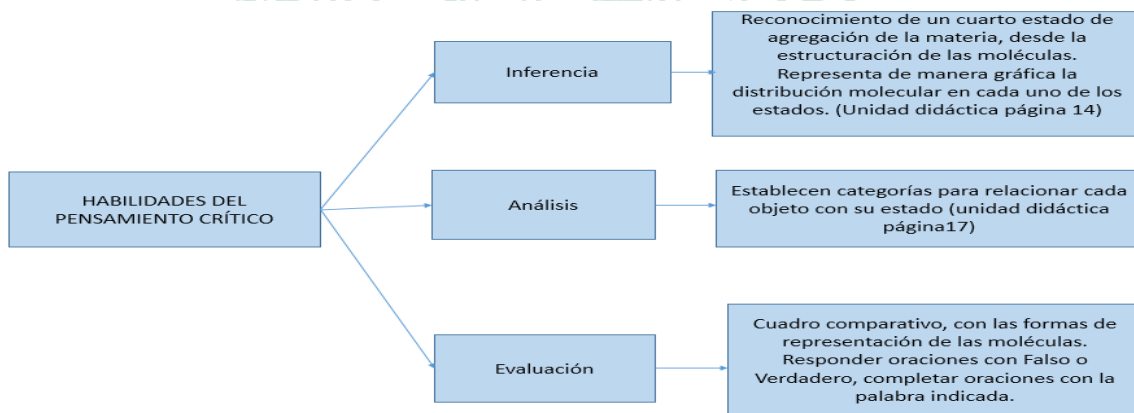 Reconocimiento de un cuarto estado de
agregación de la materia, desde la
estructuración de las moléculas.
Representa de manera gráfica la
distribución molecular en cada uno de los
estados. (Unidad didáctica página 14)
Inferencia
HABILIDADES DEL
PENSAMIENTO CRÍTICO
Análisis
Establecen categorías para relacionar cada
objeto con su estado (unidad didáctica
página17)
Evaluación
Cuadro comparativo, con las formas de
representación de las moléculas.
Responder oraciones con Falso o
Verdadero, completar oraciones con la
palabra indicada.